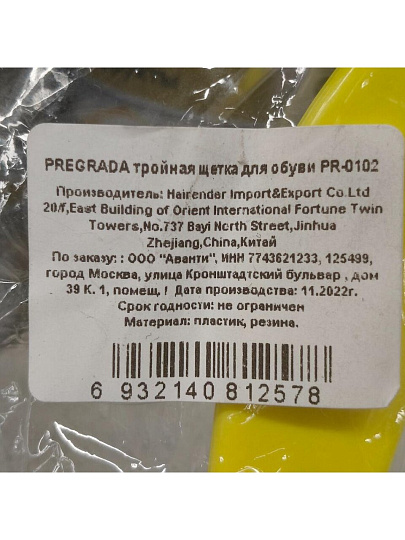 PREGRADA тройная щетка для обуви PR-0102
Производитель: Hairender Import&Export Co.Ltd
20/f,East Building of Orient International Fortune Twin
Towers,No.737 Bayi North Street,Jinhua
Zhejiang,China,Китай
По заказу: : ООО "Аванти", ИНН 7743621233, 125499,
город Москва, улица Кронштадтский бульвар , дом
39 К. 1, помещ. I Дата производства: 11.2022г.
Срок годности: не ограничен
Материал: пластик, резина.
6 932140 812578